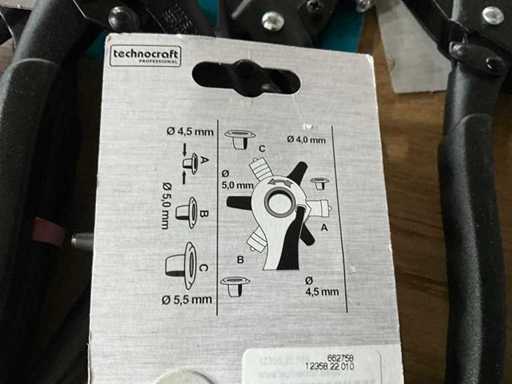 technocraft
PROFESSIONAL
Ø 4,5 mm
A
Ø 5,0 mm
B
C
Ø 5,5 mm
C
Ø 4,0 mm
Ø
5,0 mm
A
B
Ø
4,5 mm
662758
12358.22.010